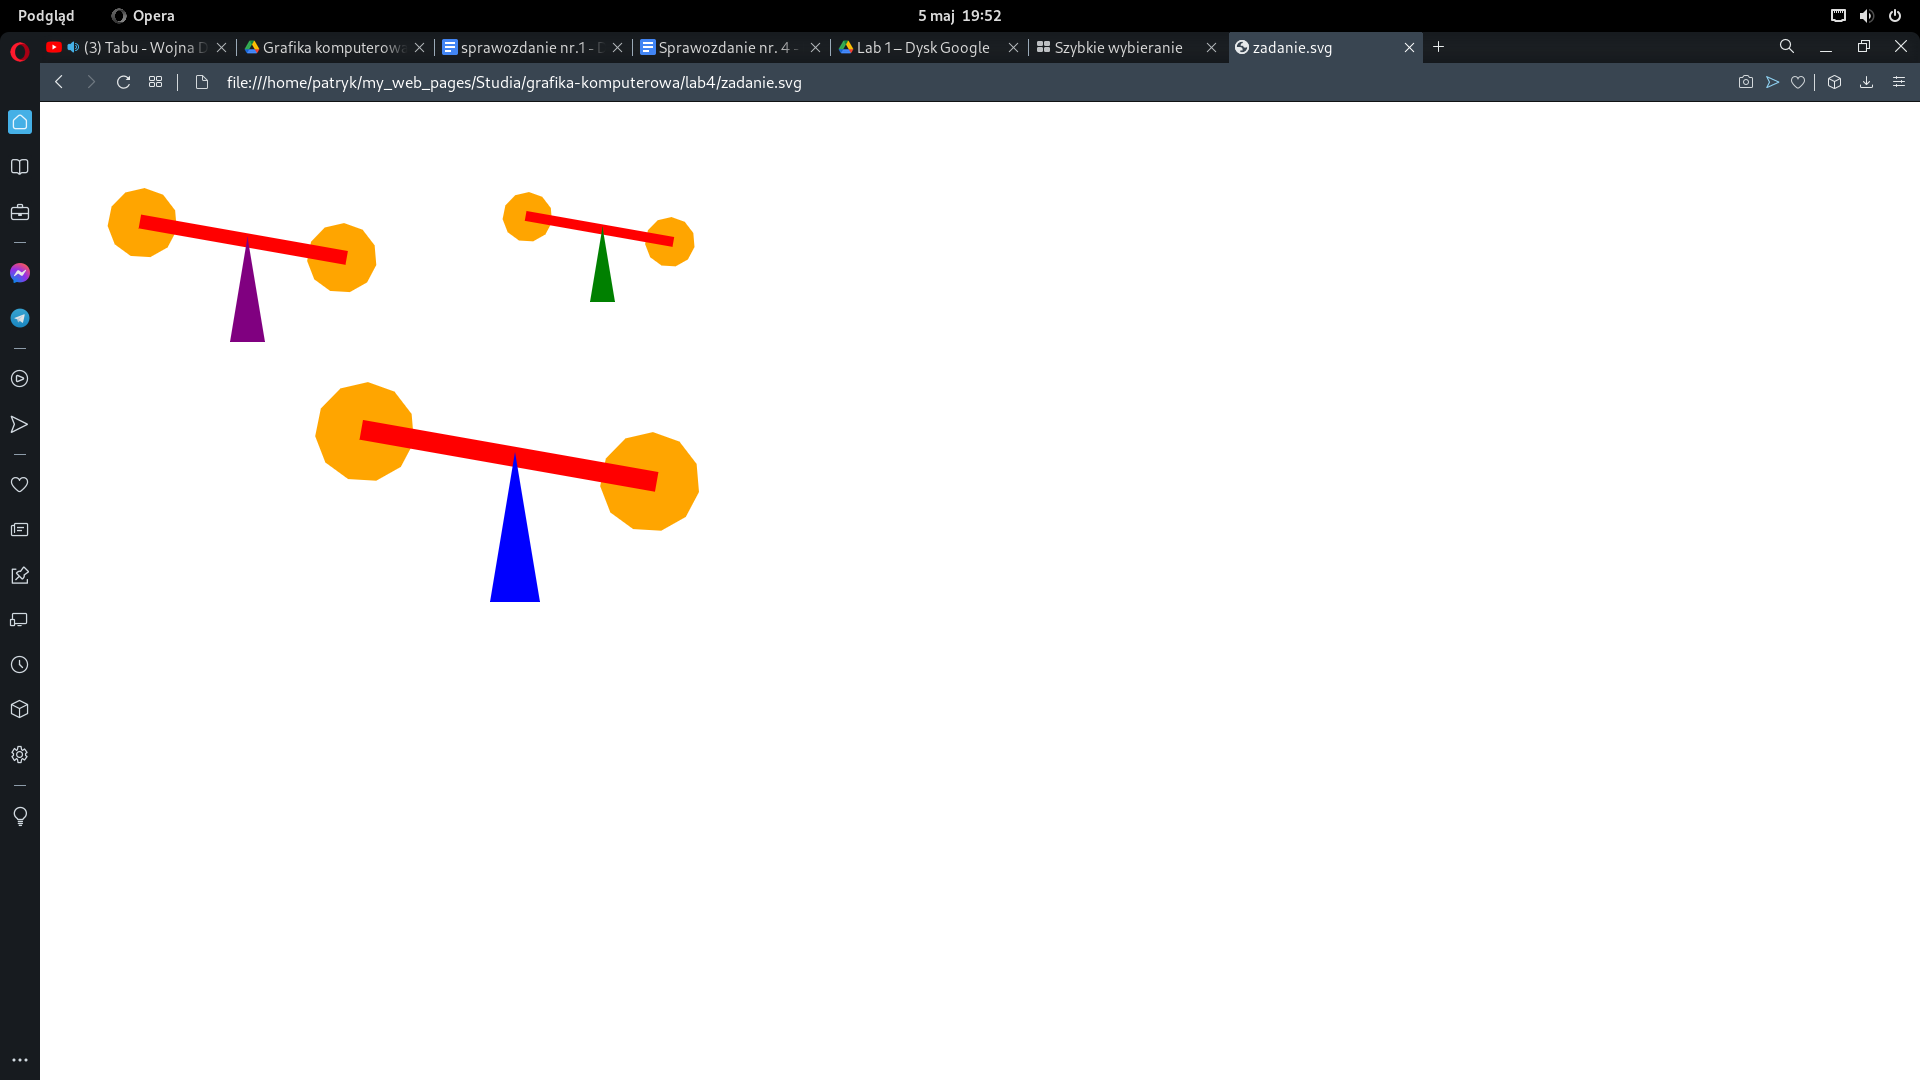 Podgląd Opera 5 maj 19:52
(3) Tabu - Wojna D Grafika komputerowa sprawozdanie nr.1 - D Sprawozdanie nr. 4 - Lab 1 – Dysk Google Szybkie wybieranie zadanie.svg
file:///home/patryk/my_web_pages/Studia/grafika-komputerowa/lab4/zadanie.svg